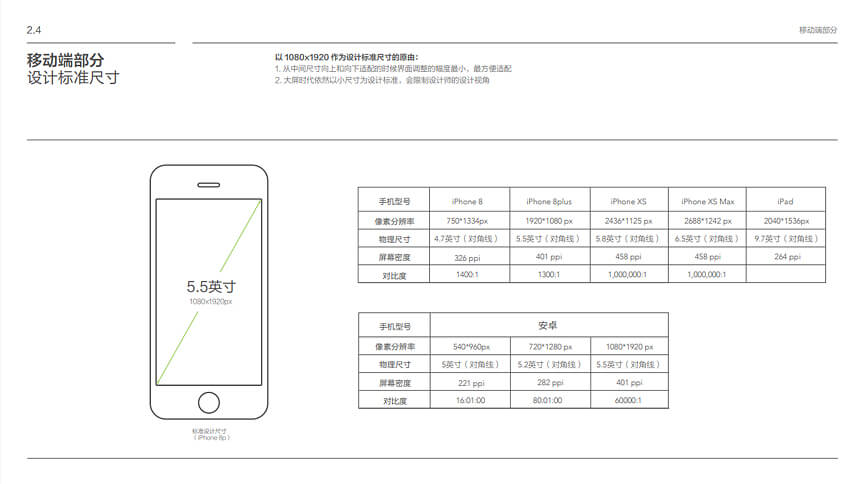 2.4
移动端部分
移动端部分
设计标准尺寸
以1080x1920作为设计标准尺寸的原由：
1. 从中间尺寸向上和向下适配的时候界面调整的幅度最小，最方便适配
2. 大屏时代依然以小尺寸为设计标准，会限制设计师的设计视角
5.5英寸
1080x1920px
标准设计尺寸
（iPhone 8p）
手机型号 iPhone 8 iPhone 8plus iPhone XS iPhone XS Max iPad
像素分辨率 750*1334px 1920*1080 px 2436*1125 px 2688*1242 px 2040*1536px
物理尺寸 4.7英寸（对角线） 5.5英寸（对角线） 5.8英寸（对角线） 6.5英寸（对角线） 9.7英寸（对角线）
屏幕密度 326 ppi 401 ppi 458 ppi 458 ppi 264 ppi
对比度 1400:1 1300:1 1,000,000:1 1,000,000:1
手机型号 安卓
像素分辨率 540*960px 720*1280 px 1080*1920 px
物理尺寸 5英寸（对角线） 5.2英寸（对角线） 5.5英寸（对角线）
屏幕密度 221 ppi 282 ppi 401 ppi
对比度 16:01:00 80:01:00 60000:1